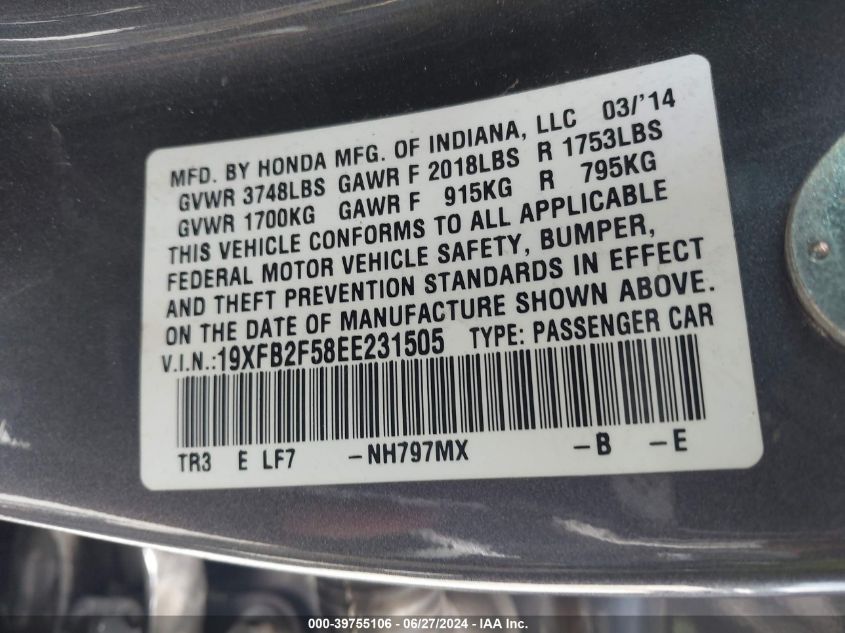 MFD. BY HONDA MFG. OF INDIANA, LLC 03/'14
GVWR 3748LBS GAWR F 2018LBS R 1753LBS
GVWR 1700KG GAWR F 915KG R 795KG
THIS VEHICLE CONFORMS TO ALL APPLICABLE
FEDERAL MOTOR VEHICLE SAFETY, BUMPER,
AND THEFT PREVENTION STANDARDS IN EFFECT
ON THE DATE OF MANUFACTURE SHOWN ABOVE.
V.I.N.:19XFB2F58EE231505 TYPE: PASSENGER CAR
TR3 E LF7 -NH797MX -B -E
000-39755106 - 06/27/2024 - IAA Inc.